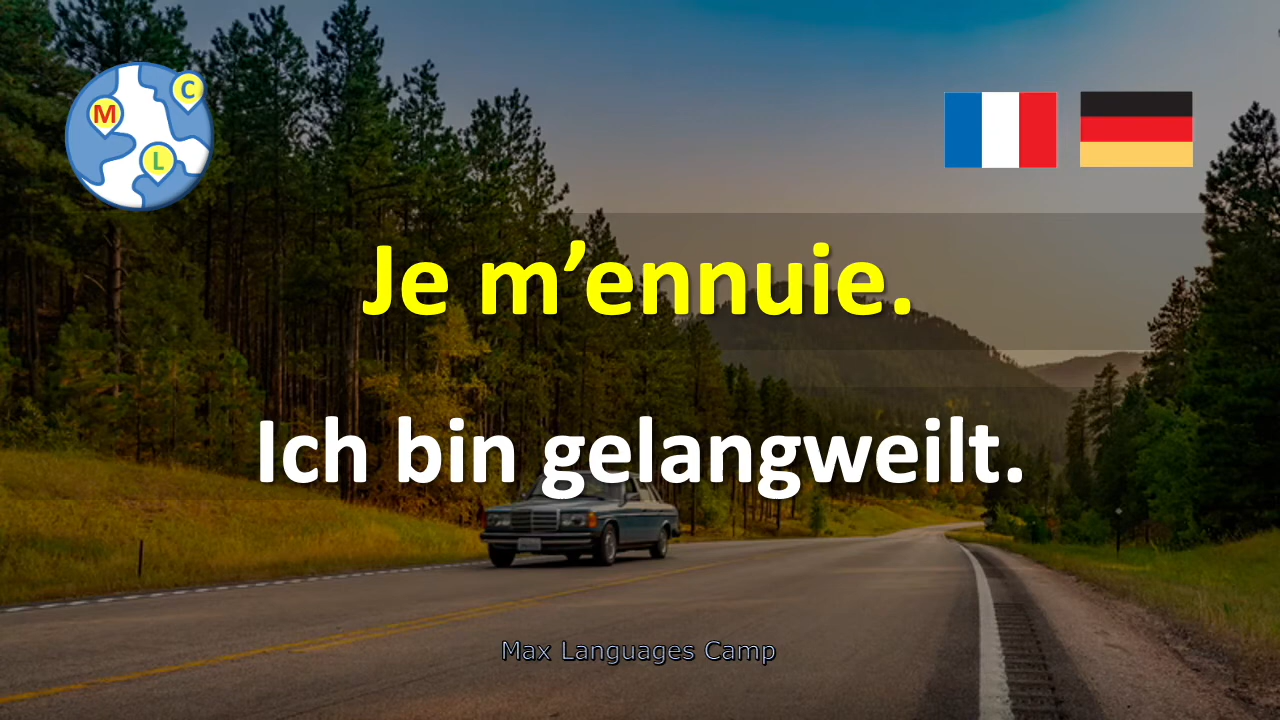 M
C
L
Je m’ennuie.
Ich bin gelangweilt.
Max Languages Camp